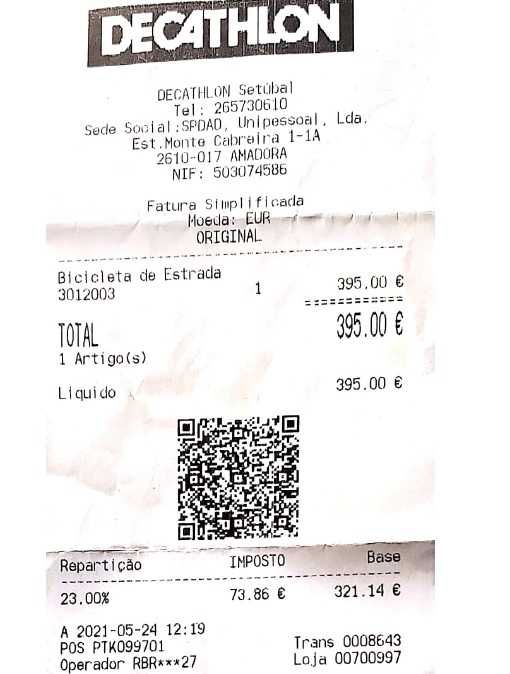 DECATHLON
DECATHLON Setúbal
Tel: 265730610
Sede Social:SPDAD, Unipessoal, Lda.
Est.Monte Cabreira 1-1A
2610-017 AMADORA
NIF: 503074586
Fatura Simplificada
Moeda: EUR
ORIGINAL
Bicicleta de Estrada
3012003 1 395.00 €
TOTAL 395.00 €
1 Artigo(s)
Liquido 395.00 €
Repartição IMPOSTO Base
23.00% 73.86 € 321.14 €
A 2021-05-24 12:19
POS PTK099701 Trans 0008643
Operador RBR***27 Loja 00700997